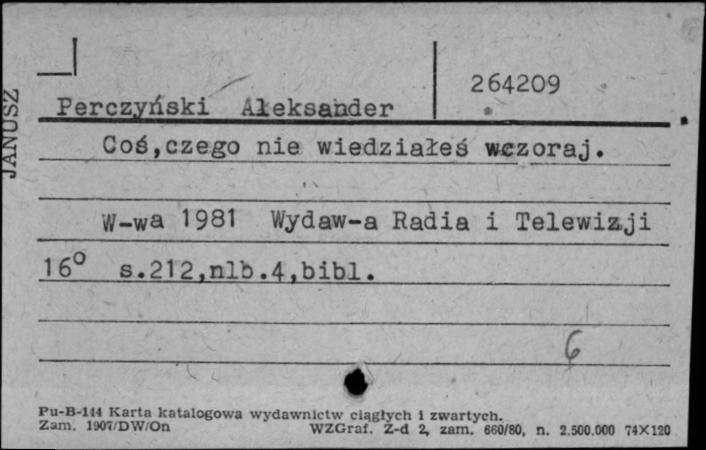 264209
JANUSZ
Perczyński Aleksander
Coś,czego nie wiedziałeś wczoraj.
W-wa 1981 Wydaw-a Radia i Telewizji
16° s.212,nlb.4,bibl.
6
Pu-B-144 Karta katalogowa wydawnictw ciągłych i zwartych.
Zam. 1907/DW/On WZGraf. Z-d 2, zam. 660/80, n. 2.500.000 74X120